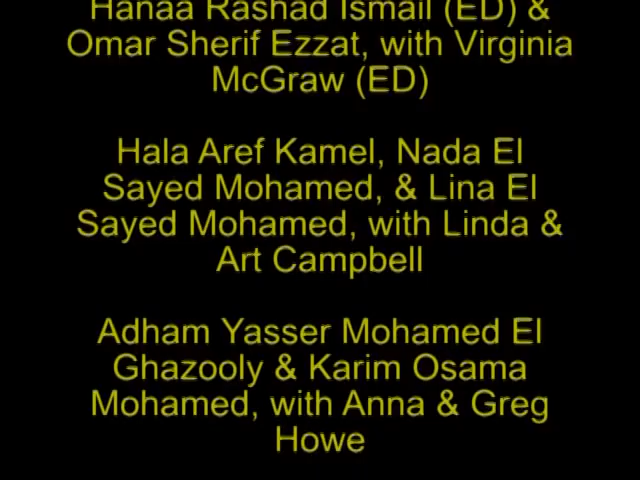 Hanaa Rashad Ismail (ED) &
Omar Sherif Ezzat, with Virginia
McGraw (ED)
Hala Aref Kamel, Nada El
Sayed Mohamed, & Lina El
Sayed Mohamed, with Linda &
Art Campbell
Adham Yasser Mohamed El
Ghazooly & Karim Osama
Mohamed, with Anna & Greg
Howe